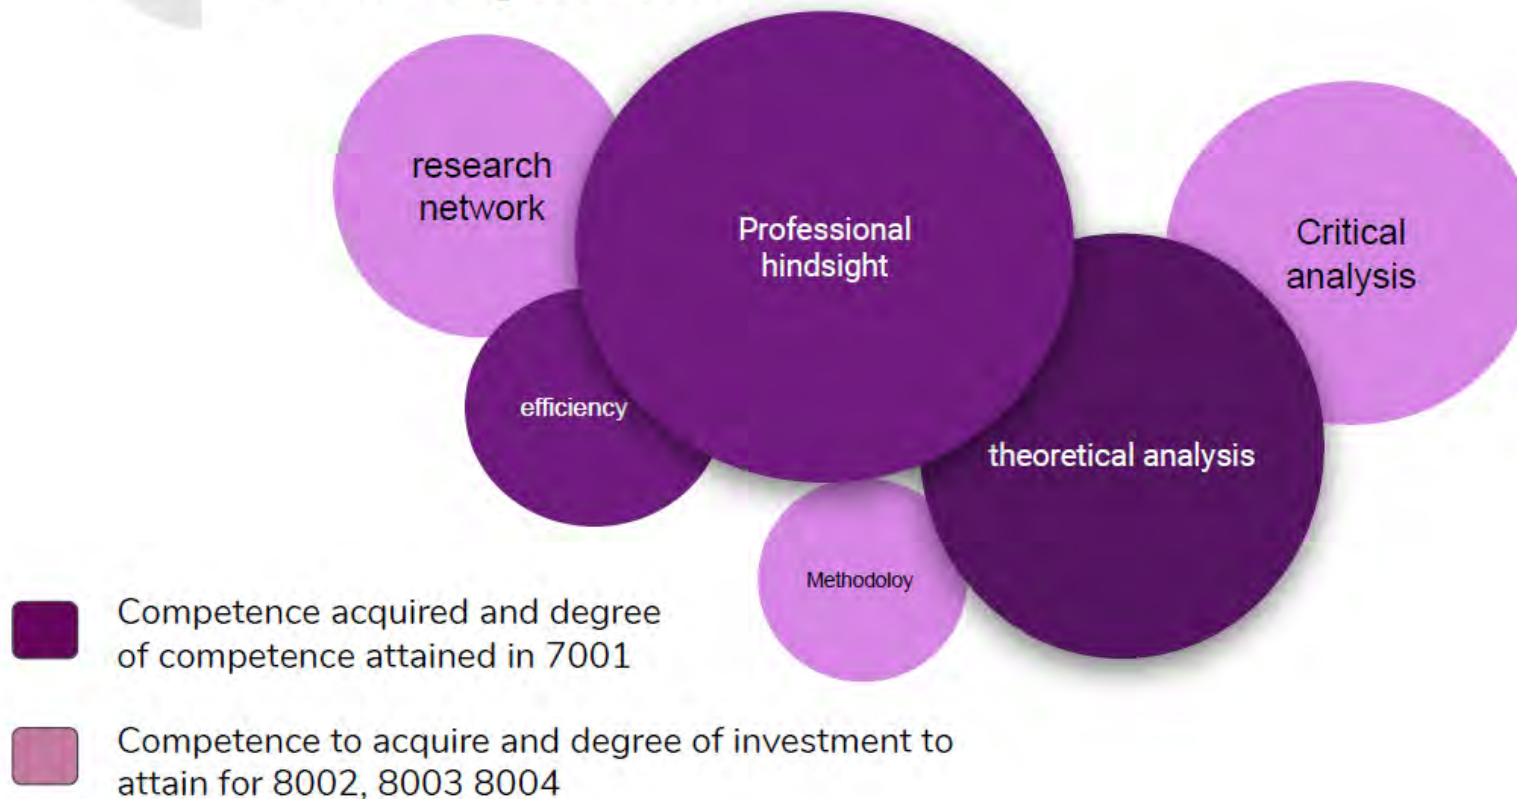 research
network
Professional
hindsight
Critical
analysis
efficiency
theoretical analysis
Methodoloy
Competence acquired and degree
of competence attained in 7001
Competence to acquire and degree of investment to
attain for 8002, 8003 8004